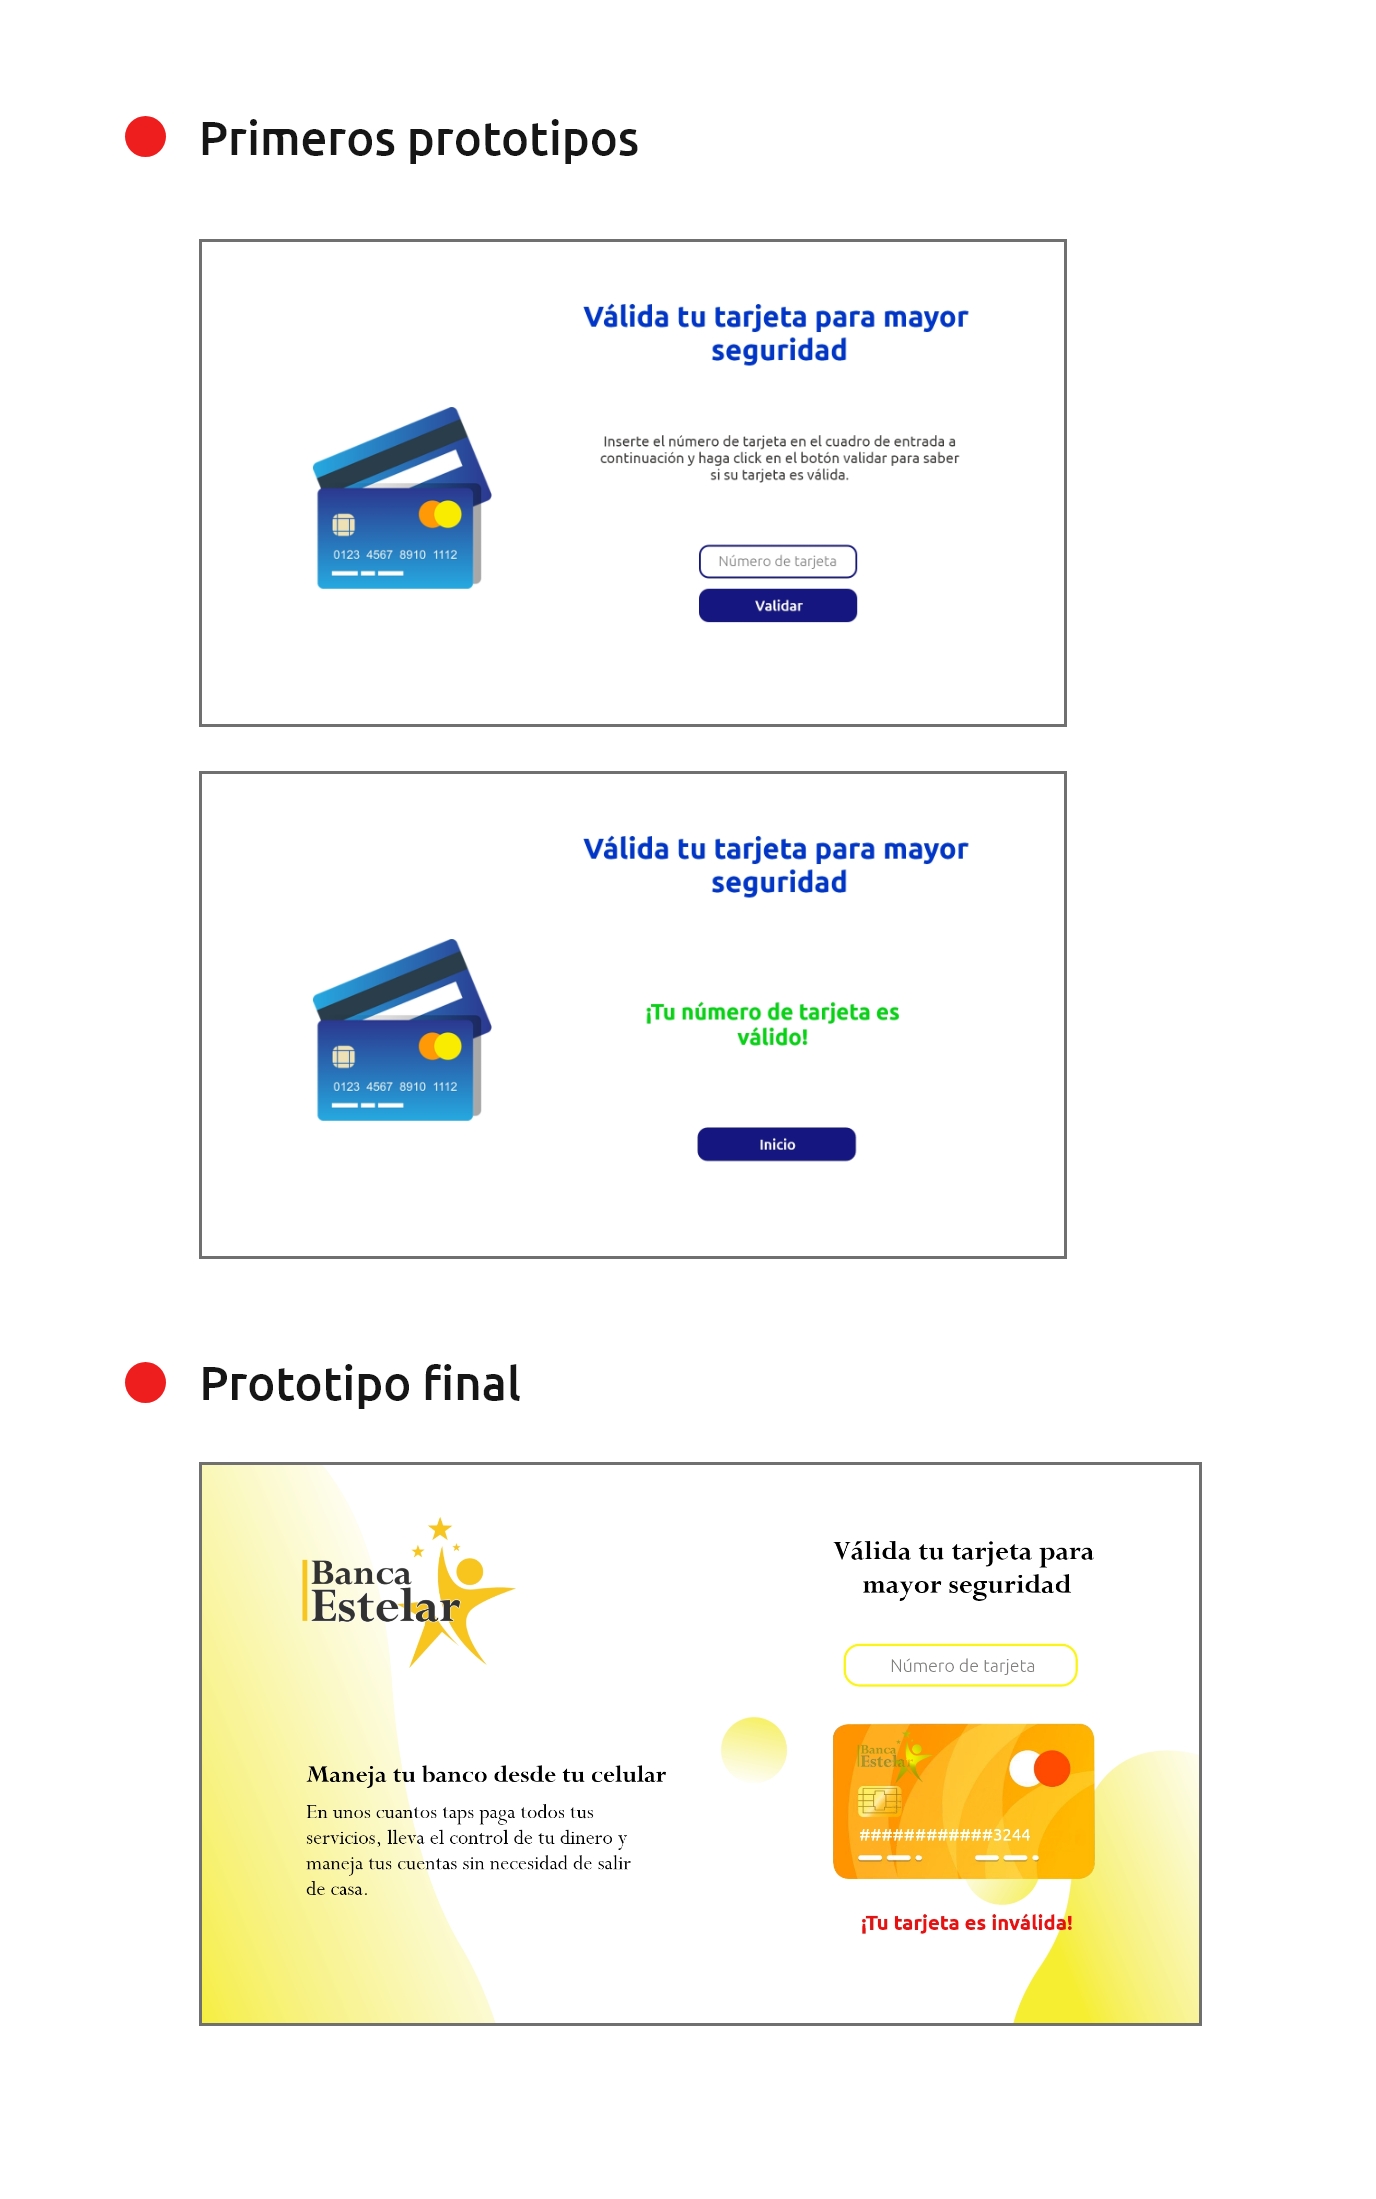 Primeros prototipos
Válida tu tarjeta para mayor
seguridad
Inserte el número de tarjeta en el cuadro de entrada a
continuación y haga click en el botón validar para saber
si su tarjeta es válida.
0123 4567 8910 1112
Número de tarjeta
Validar
Válida tu tarjeta para mayor
seguridad
¡Tu número de tarjeta es
válido!
0123 4567 8910 1112
Inicio
Prototipo final
Banca
Estelar
Válida tu tarjeta para
mayor seguridad
Número de tarjeta
Banca
Estelar
############3244
¡Tu tarjeta es inválida!
Maneja tu banco desde tu celular
En unos cuantos taps paga todos tus
servicios, lleva el control de tu dinero y
maneja tus cuentas sin necesidad de salir
de casa.